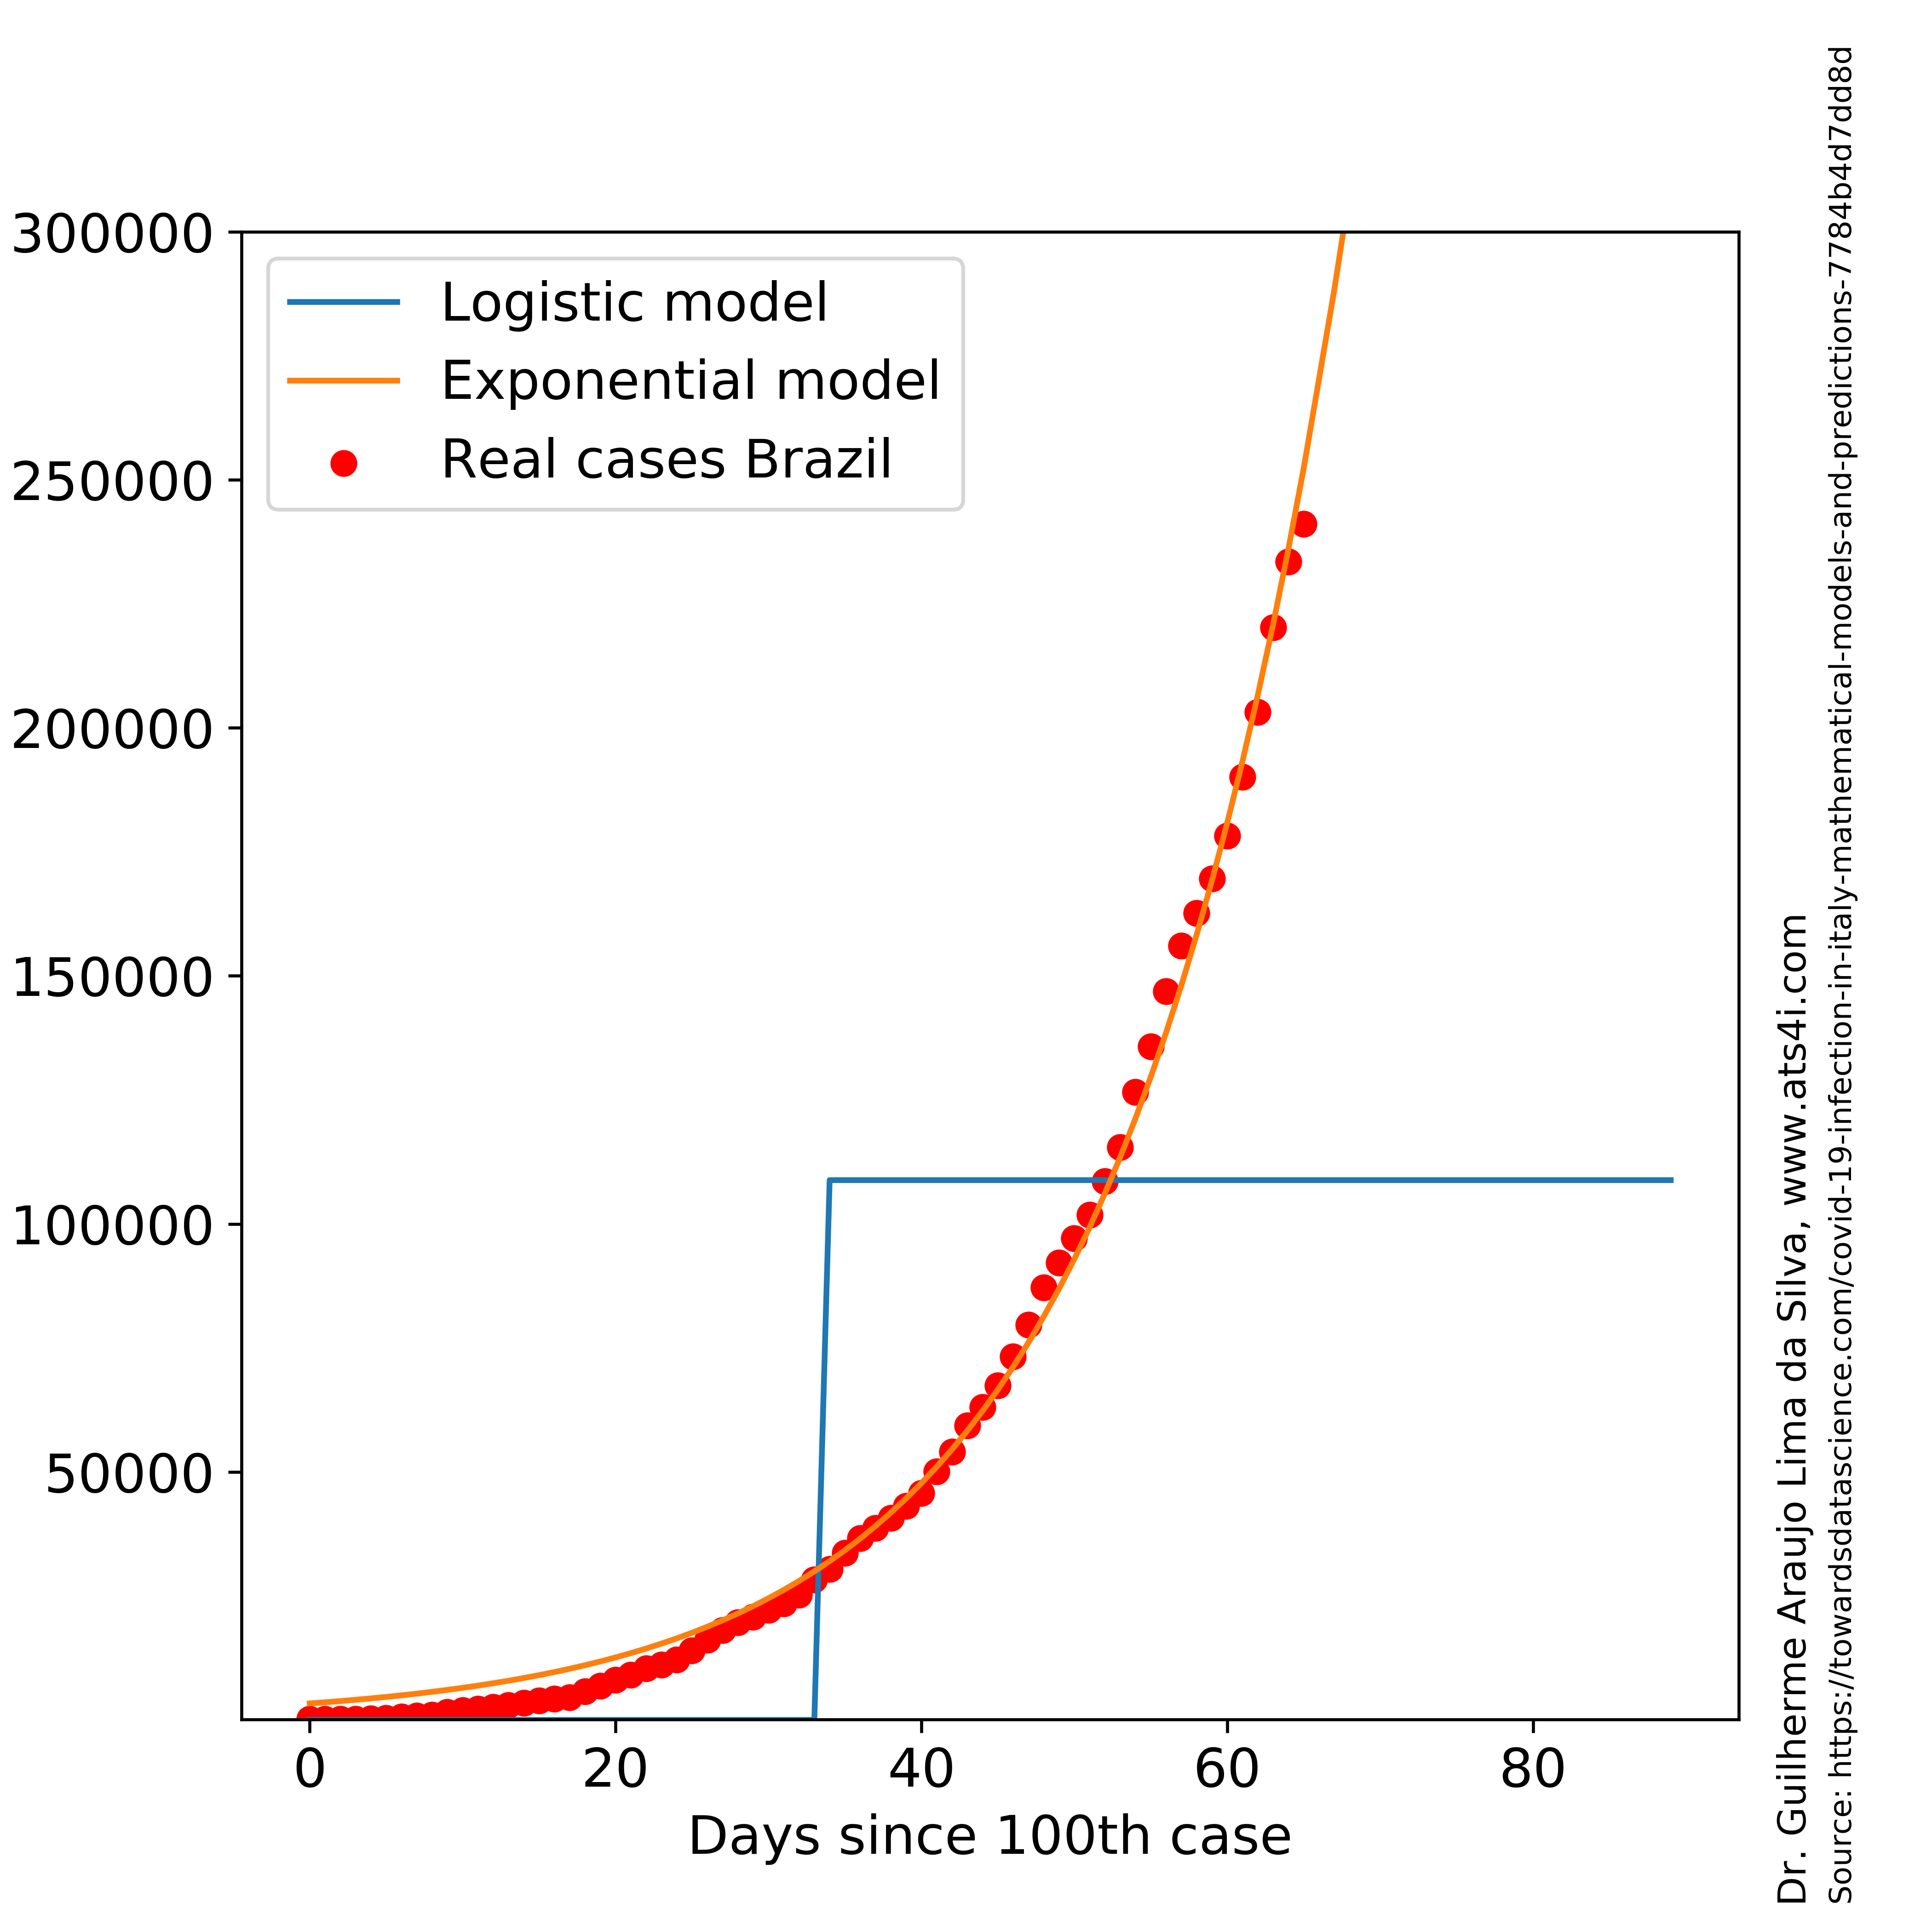 300000
250000
200000
150000
100000
50000
Logistic model
Exponential model
Real cases Brazil
0 20 40 60 80
Days since 100th case
Dr. Guilherme Araujo Lima da Silva, www.ats4i.com
Source: https://towardsdatascience.com/covid-19-infection-in-italy-mathematical-models-and-predictions-7784b4d7dd8d